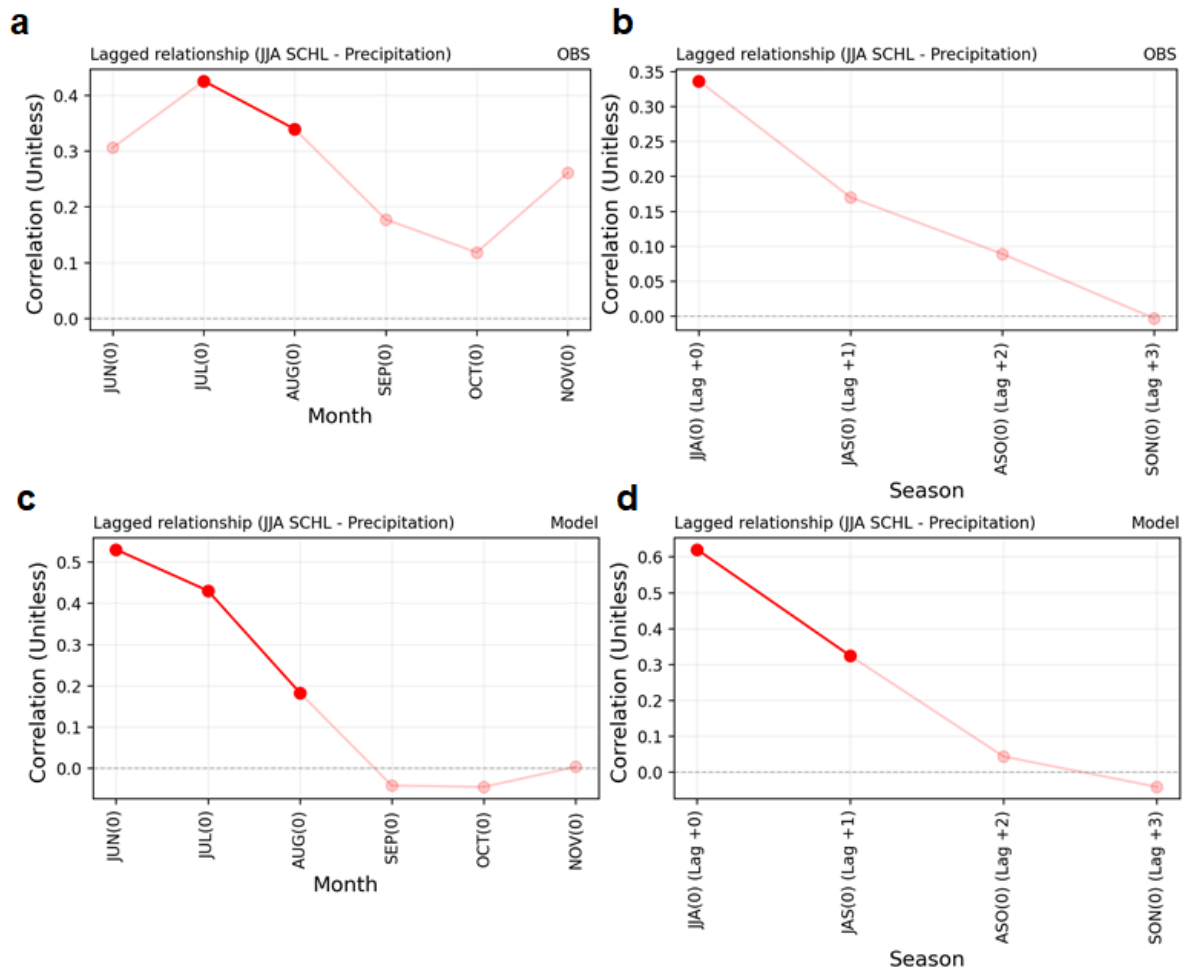 a
Lagged relationship (JJA SCHL - Precipitation) OBS
Correlation (Unitless)
0.4
0.3
0.2
0.1
0.0
JUN(0)
JUL(0)
AUG(0)
SEP(0)
OCT(0)
NOV(0)
Month
b
Lagged relationship (JJA SCHL - Precipitation) OBS
Correlation (Unitless)
0.35
0.30
0.25
0.20
0.15
0.10
0.05
0.00
JJA(0) (Lag +0)
JAS(0) (Lag +1)
ASO(0) (Lag +2)
SON(0) (Lag +3)
Season
c
Lagged relationship (JJA SCHL - Precipitation) Model
Correlation (Unitless)
0.5
0.4
0.3
0.2
0.1
0.0
JUN(0)
JUL(0)
AUG(0)
SEP(0)
OCT(0)
NOV(0)
Month
d
Lagged relationship (JJA SCHL - Precipitation) Model
Correlation (Unitless)
0.6
0.5
0.4
0.3
0.2
0.1
0.0
JJA(0) (Lag +0)
JAS(0) (Lag +1)
ASO(0) (Lag +2)
SON(0) (Lag +3)
Season